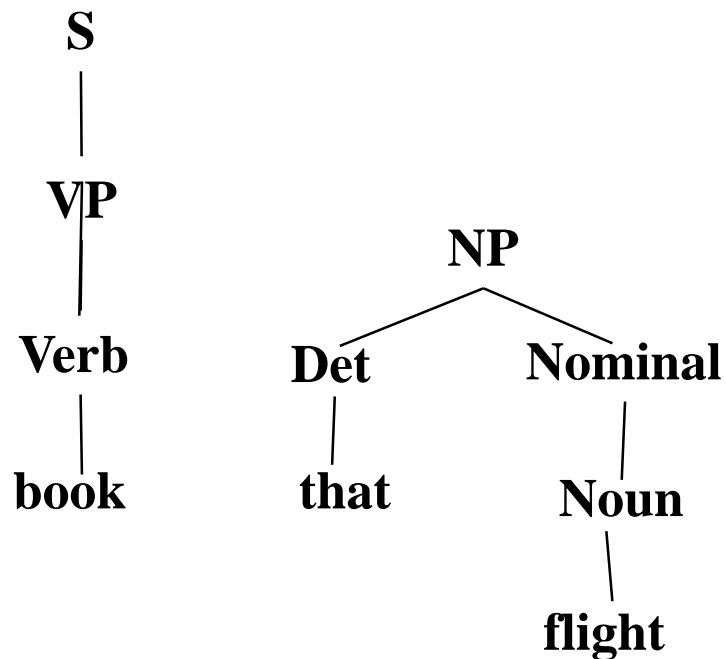 S
VP
NP
Verb
Det
Nominal
book
that
Noun
flight